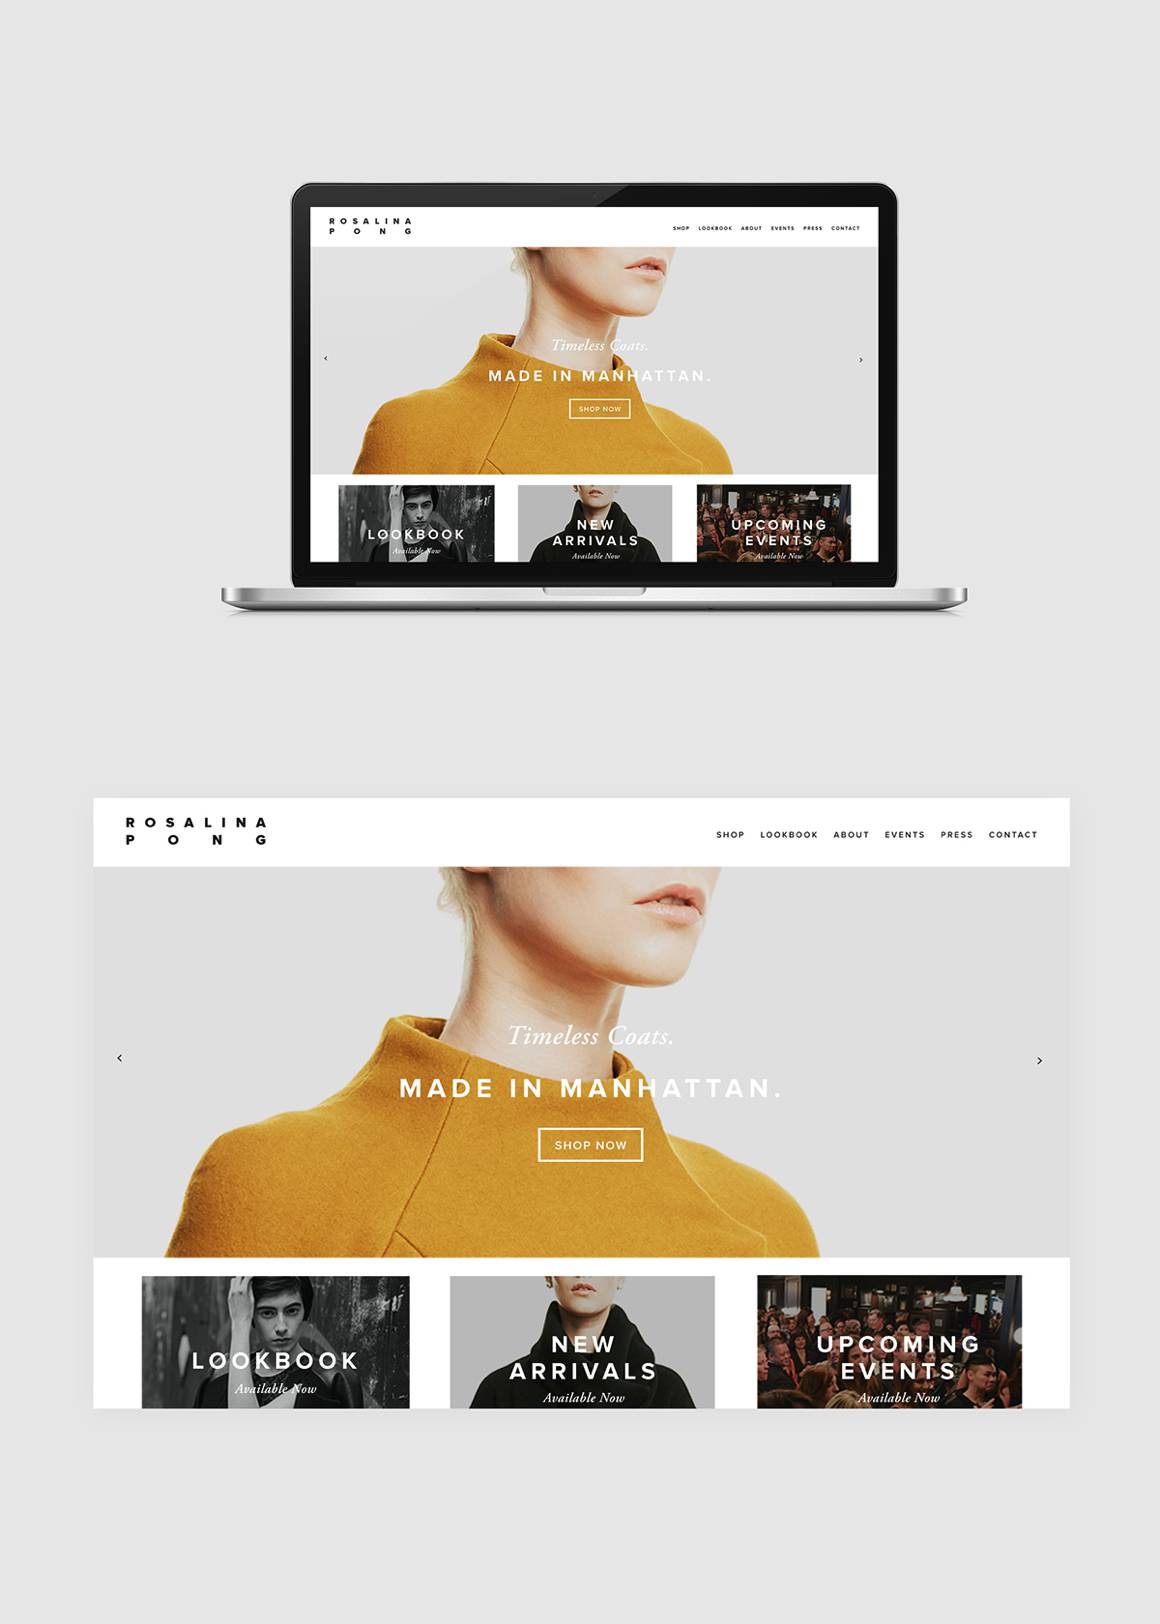 ROSALINA
PONG
SHOP LOOKBOOK ABOUT EVENTS PRESS CONTACT
Timeless Coats.
MADE IN MANHATTAN.
SHOP NOW
LOOKBOOK
Available Now
NEW
ARRIVALS
Available Now
UPCOMING
EVENTS
Available Now
ROSALINA
PONG
SHOP LOOKBOOK ABOUT EVENTS PRESS CONTACT
Timeless Coats.
MADE IN MANHATTAN.
SHOP NOW
LOOKBOOK
Available Now
NEW
ARRIVALS
Available Now
UPCOMING
EVENTS
Available Now